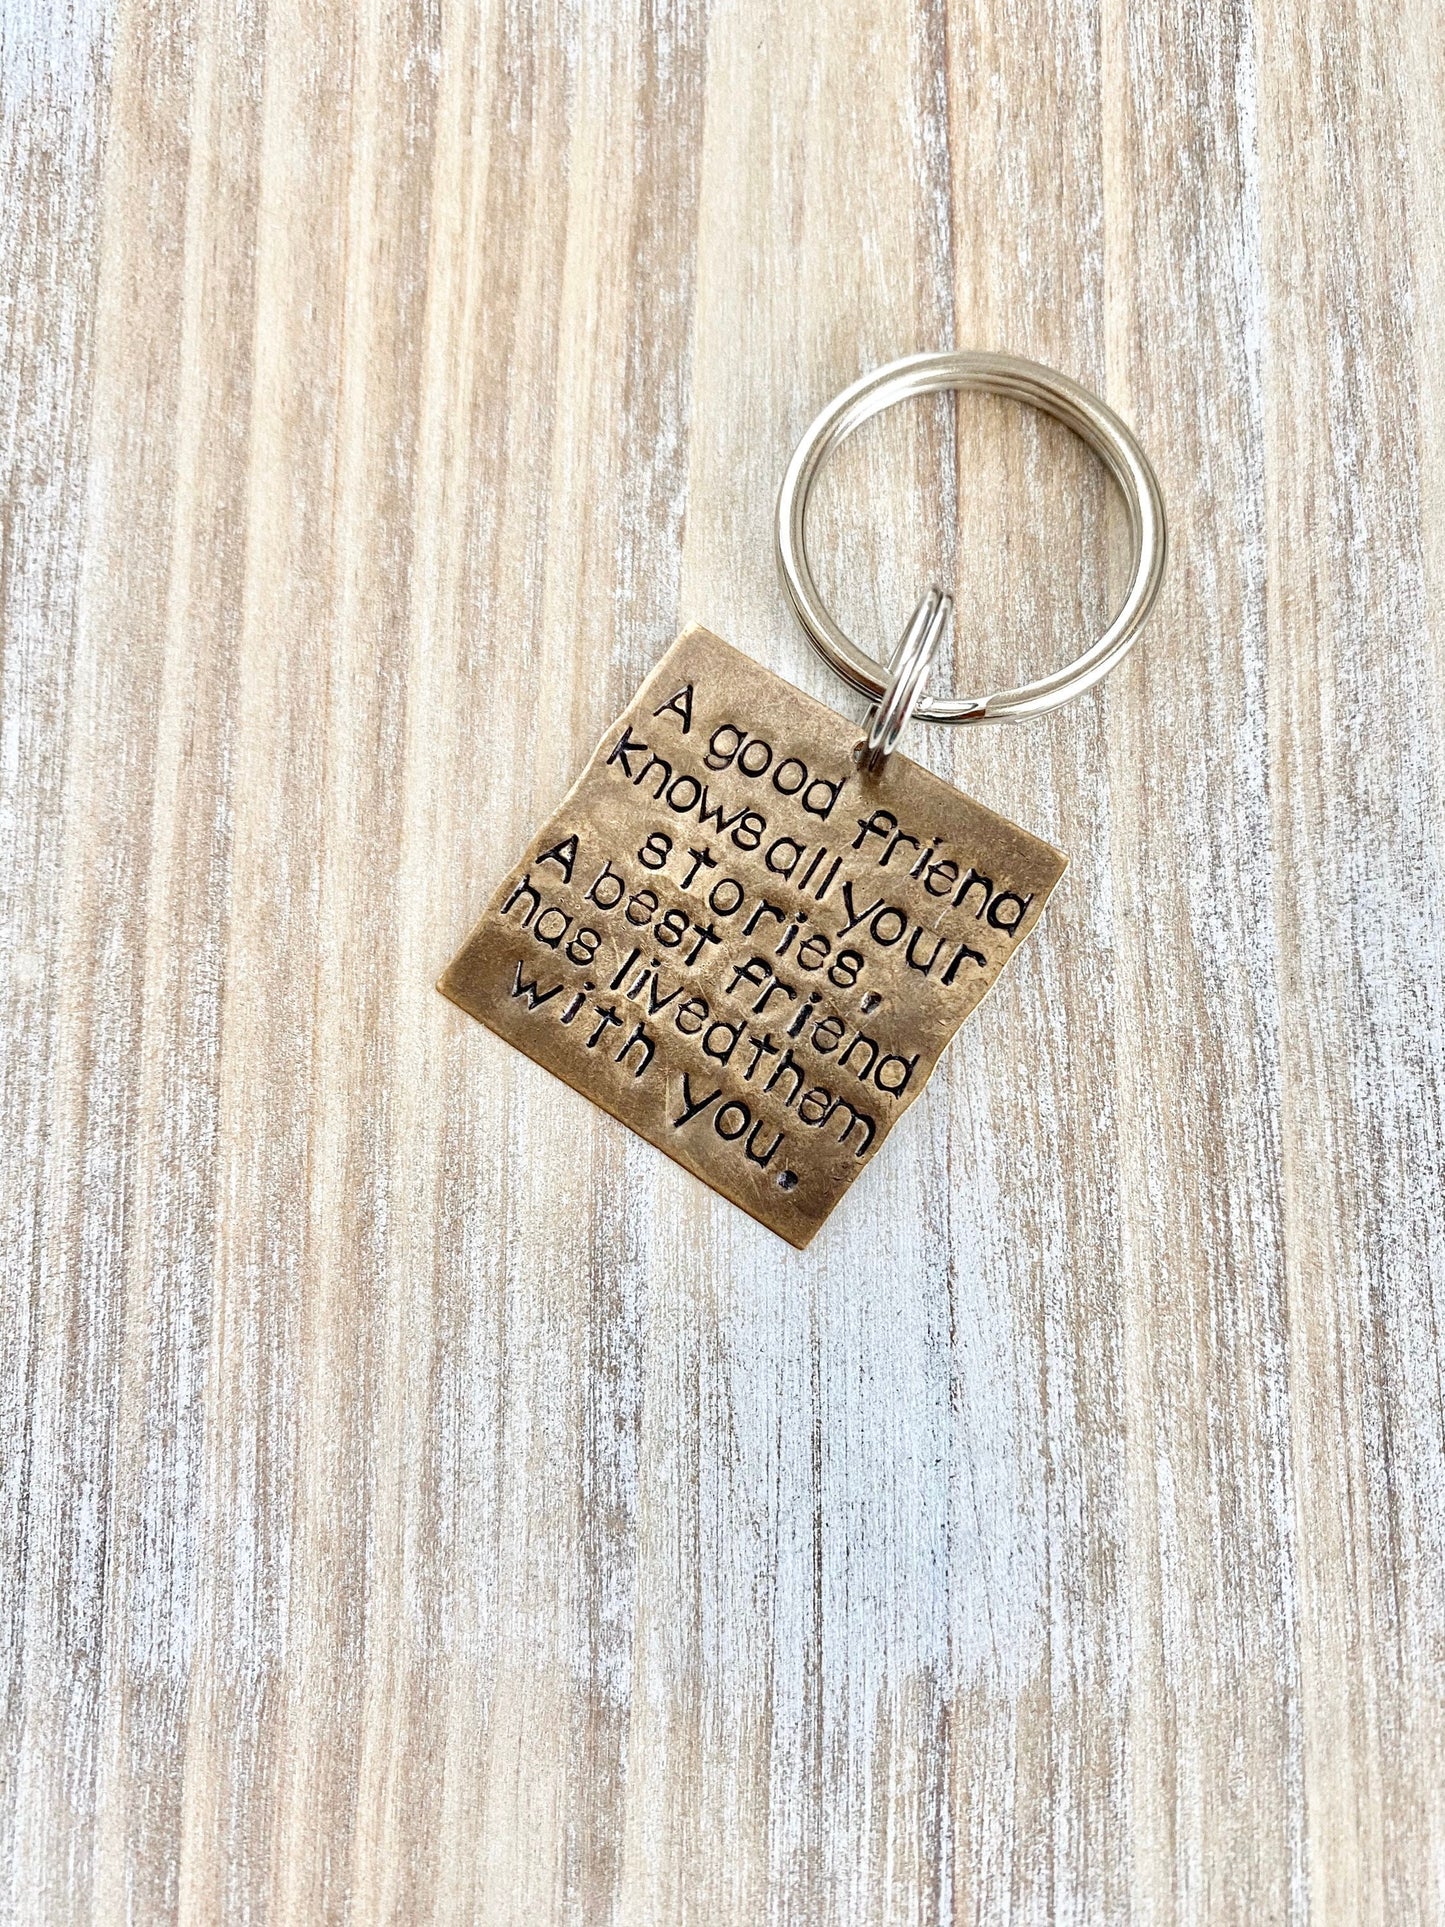 A good friend
knows all your
stories,
A best friend
has lived them
with you.